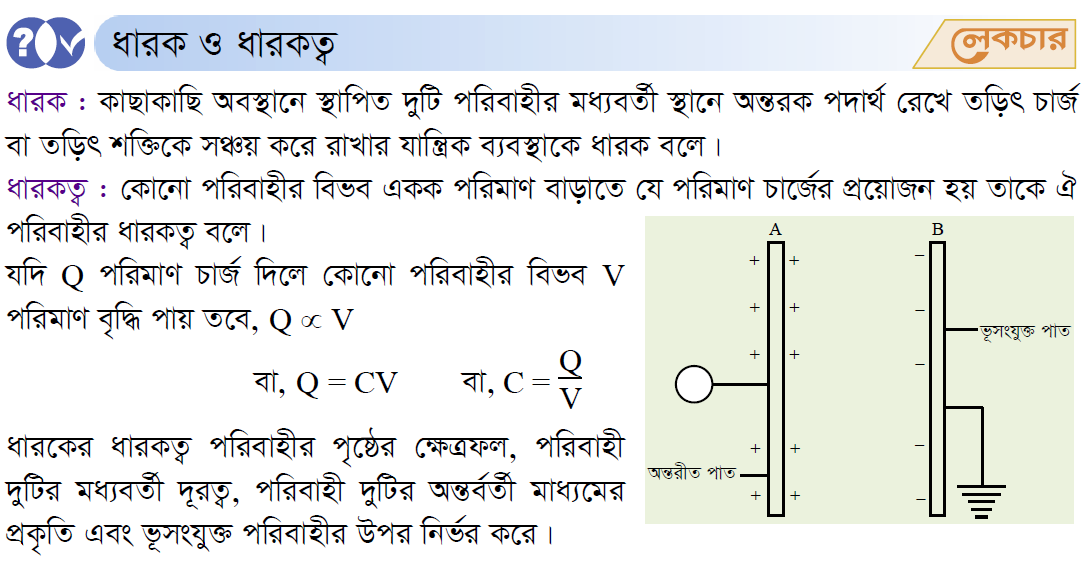 ধারক ও ধারকত্ব
লেকচার
ধারক : কাছাকাছি অবস্থানে স্থাপিত দুটি পরিবাহীর মধ্যবর্তী স্থানে অন্তরক পদার্থ রেখে তড়িৎ চার্জ
বা তড়িৎ শক্তিকে সঞ্চয় করে রাখার যান্ত্রিক ব্যবস্থাকে ধারক বলে।
ধারকত্ব : কোনো পরিবাহীর বিভব একক পরিমাণ বাড়াতে যে পরিমাণ চার্জের প্রয়োজন হয় তাকে ঐ
পরিবাহীর ধারকত্ব বলে।
যদি Q পরিমাণ চার্জ দিলে কোনো পরিবাহীর বিভব V
পরিমাণ বৃদ্ধি পায় তবে, Q ∝ V
বা, Q = CV বা, C = Q/V
ধারকের ধারকত্ব পরিবাহীর পৃষ্ঠের ক্ষেত্রফল, পরিবাহী
দুটির মধ্যবর্তী দূরত্ব, পরিবাহী দুটির অন্তর্বর্তী মাধ্যমের
প্রকৃতি এবং ভূসংযুক্ত পরিবাহীর উপর নির্ভর করে।
A B
ভূসংযুক্ত পাত
অন্তরীত পাত